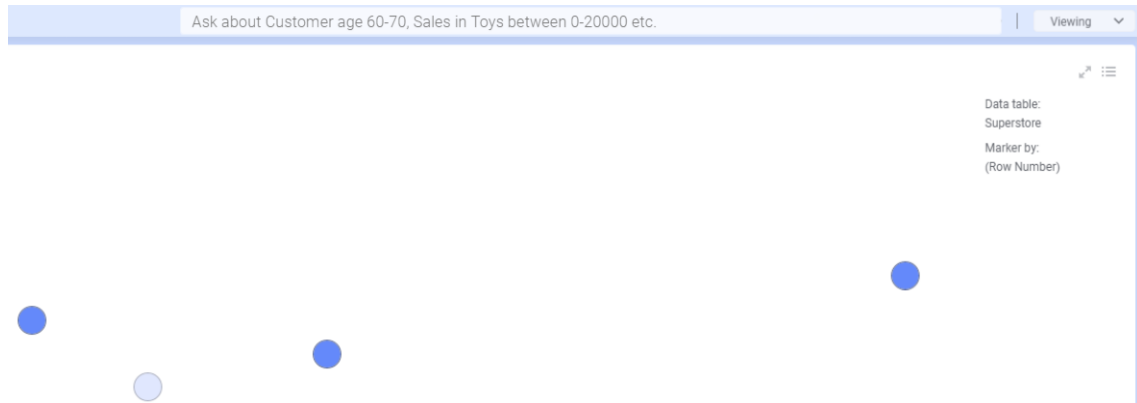 Ask about Customer age 60-70, Sales in Toys between 0-20000 etc.
Viewing
Data table:
Superstore
Marker by:
(Row Number)